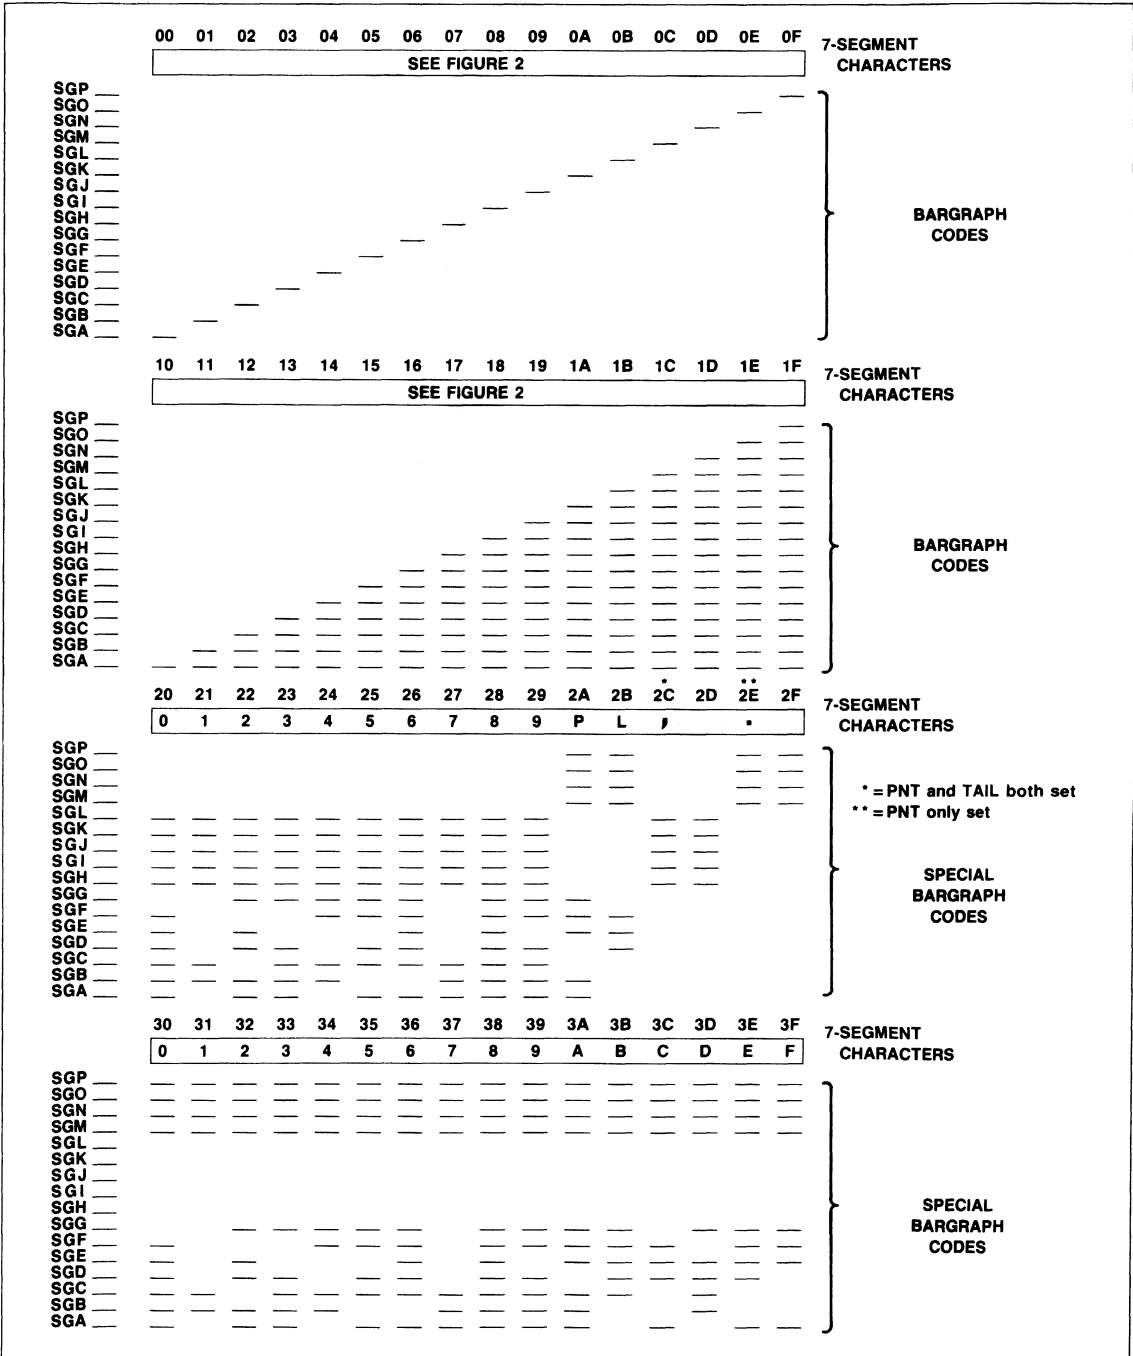 00 01 02 03 04 05 06 07 08 09 0A 0B 0C 0D 0E 0F
7-SEGMENT
CHARACTERS
SEE FIGURE 2
SGP
SGO
SGN
SGM
SGL
SGK
SGJ
SGI
SGH
SGG
SGF
SGE
SGD
SGC
SGB
SGA
BARGRAPH
CODES
10 11 12 13 14 15 16 17 18 19 1A 1B 1C 1D 1E 1F
7-SEGMENT
CHARACTERS
SEE FIGURE 2
SGP
SGO
SGN
SGM
SGL
SGK
SGJ
SGI
SGH
SGG
SGF
SGE
SGD
SGC
SGB
SGA
BARGRAPH
CODES
* **
20 21 22 23 24 25 26 27 28 29 2A 2B 2C 2D 2E 2F
7-SEGMENT
CHARACTERS
0 1 2 3 4 5 6 7 8 9 P L , .
SGP
SGO
SGN
SGM
SGL
SGK
SGJ
SGI
SGH
SGG
SGF
SGE
SGD
SGC
SGB
SGA
* = PNT and TAIL both set
** = PNT only set
SPECIAL
BARGRAPH
CODES
30 31 32 33 34 35 36 37 38 39 3A 3B 3C 3D 3E 3F
7-SEGMENT
CHARACTERS
0 1 2 3 4 5 6 7 8 9 A B C D E F
SGP
SGO
SGN
SGM
SGL
SGK
SGJ
SGI
SGH
SGG
SGF
SGE
SGD
SGC
SGB
SGA
SPECIAL
BARGRAPH
CODES